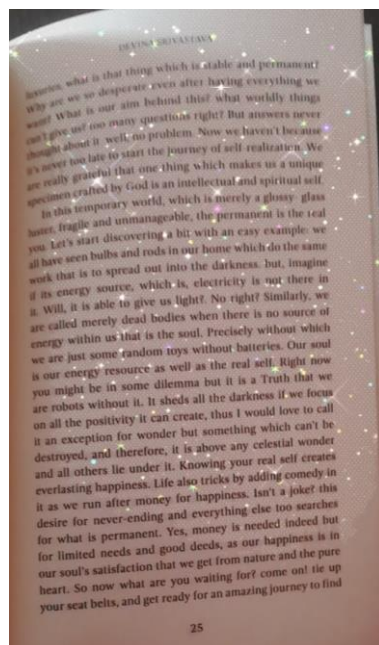 DEVINA SRIVASTAVA
luxuries, what is that thing which is stable and permanent?
Why are we so desperate even after having everything we
want? What is our aim behind this? what worldly things
can't give us? too many questions right? But answers never
thought about it well, no problem. Now we haven't because
it's never too late to start the journey of self-realization. We
are really grateful that one thing which makes us a unique
specimen crafted by God is an intellectual and spiritual self.
In this temporary world, which is merely a glossy glass
luster, fragile and unmanageable, the permanent is the real
you. Let's start discovering a bit with an easy example: we
all have seen bulbs and rods in our home which do the same
work that is to spread out into the darkness. but, imagine
if its energy source, which is, electricity is not there in
it. Will, it is able to give us light?. No right? Similarly, we
are called merely dead bodies when there is no source of
energy within us that is the soul. Precisely without which
we are just some random toys without batteries. Our soul
is our energy resource as well as the real self. Right now
you might be in some dilemma but it is a Truth that we
are robots without it. It sheds all the darkness if we focus
on all the positivity it can create, thus I would love to call
it an exception for wonder but something which can't be
destroyed, and therefore, it is above any celestial wonder
and all others lie under it. Knowing your real self creates
everlasting happiness. Life also tricks by adding comedy in
it as we run after money for happiness. Isn't a joke? this
desire for never-ending and everything else too searches
for what is permanent. Yes, money is needed indeed but
for limited needs and good deeds, as our happiness is in
our soul's satisfaction that we get from nature and the pure
heart. So now what are you waiting for? come on! tie up
your seat belts, and get ready for an amazing journey to find
25